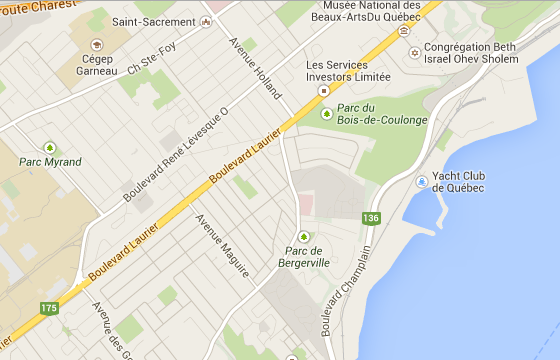 route Charest
Musée National des
Beaux-ArtsDu Québec
Saint-Sacrement
Ch Ste-Foy
Avenue Holland
Congrégation Beth
Israel Ohev Sholem
Cégep
Garneau
Les Services
Investors Limitée
Parc du
Bois-de-Coulonge
Boulevard René Lévesque O
Boulevard Laurier
Parc Myrand
Yacht Club
de Québec
136
Avenue Maguire
Parc de
Bergerville
Boulevard Laurier
Boulevard Champlain
175
Avenue des Go